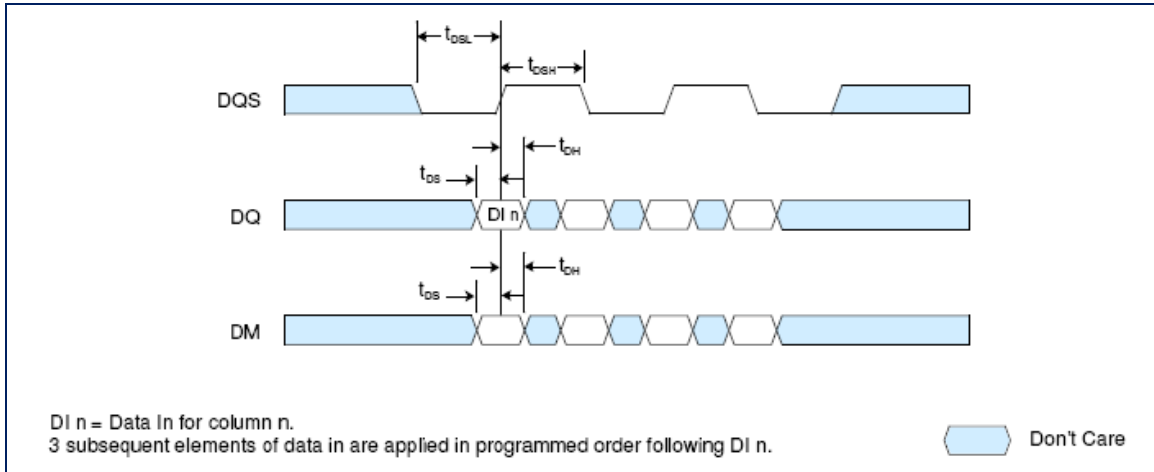 tDSL
tDSH
DQS
tDH
tDS
DQ
DI n
tDH
tDS
DM
DI n = Data In for column n.
3 subsequent elements of data in are applied in programmed order following DI n.
Don't Care